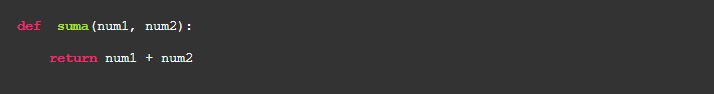 def  suma(num1, num2):
    return num1 + num2